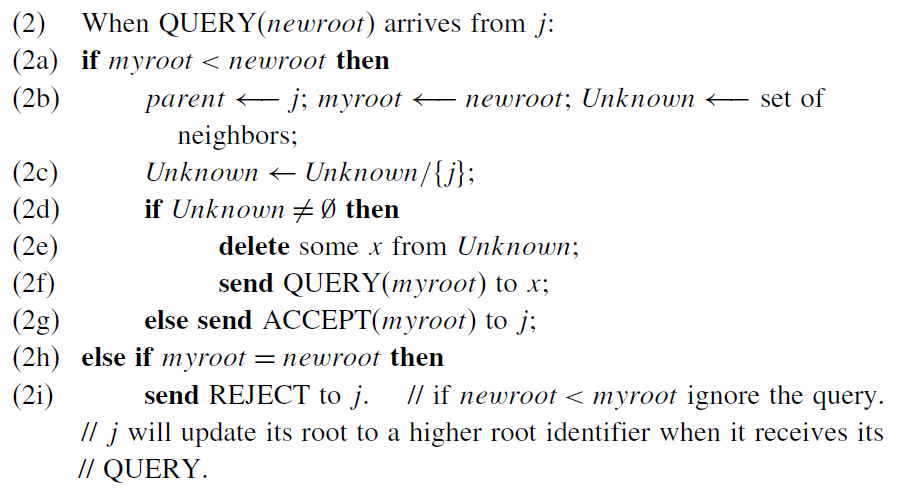 (2) When QUERY(newroot) arrives from j:
(2a) if myroot < newroot then
(2b) parent ⟵ j; myroot ⟵ newroot; Unknown ⟵ set of
neighbors;
(2c) Unknown ← Unknown/{j};
(2d) if Unknown ≠ ∅ then
(2e) delete some x from Unknown;
(2f) send QUERY(myroot) to x;
(2g) else send ACCEPT(myroot) to j;
(2h) else if myroot = newroot then
(2i) send REJECT to j. // if newroot < myroot ignore the query.
// j will update its root to a higher root identifier when it receives its
// QUERY.